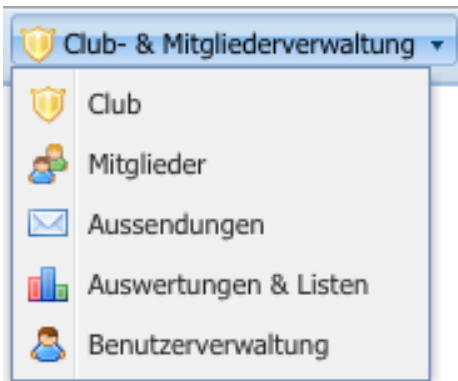 Club- & Mitgliederverwaltung
Club
Mitglieder
Aussendungen
Auswertungen & Listen
Benutzerverwaltung